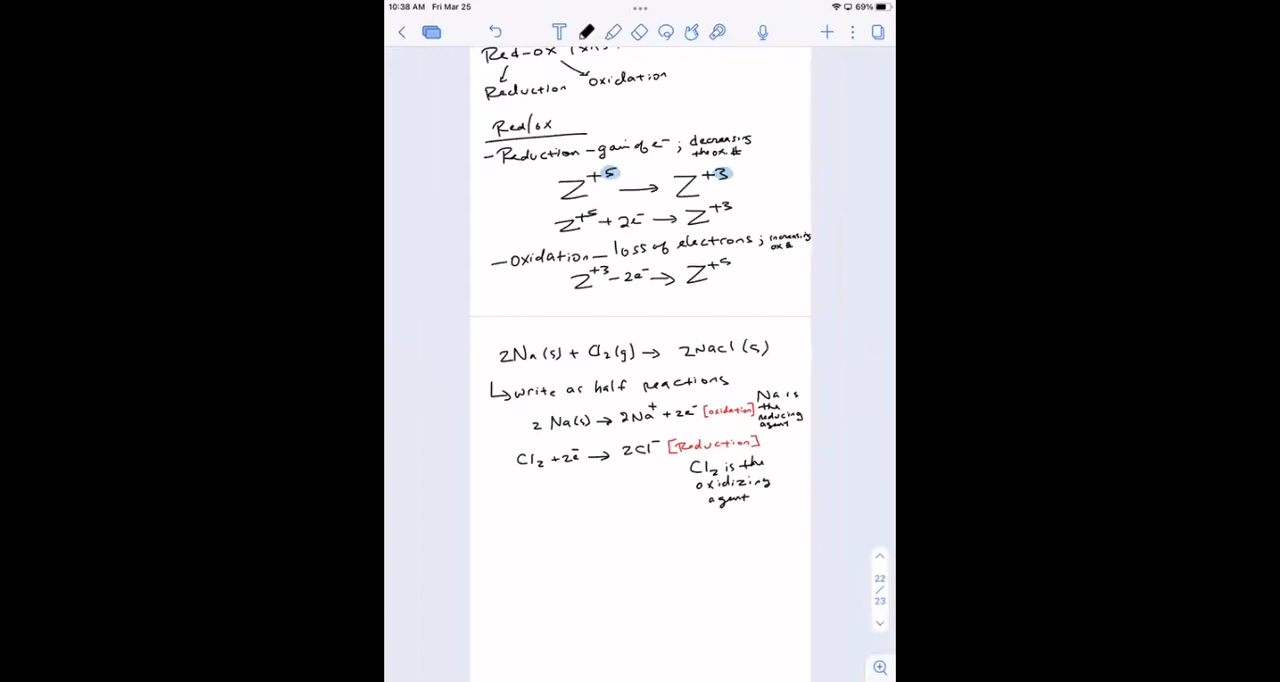 10:38 AM Fri Mar 25
69%
T
Red-ox
Reduction
Oxidation
Red/ox
- Reduction - gain of e⁻ ; decreasing the ox #
Z⁺⁵ → Z⁺³
Z⁺⁵ + 2e⁻ → Z⁺³
- Oxidation - loss of electrons ; increasing ox #
Z⁺³ - 2e⁻ → Z⁺⁵
2Na(s) + Cl₂(g) → 2NaCl(s)
↳ write as half reactions
2 Na(s) → 2Na⁺ + 2e⁻ [oxidation] Na is the reducing agent
Cl₂ + 2e⁻ → 2Cl⁻ [Reduction]
Cl₂ is the
oxidizing
agent
22
/
23